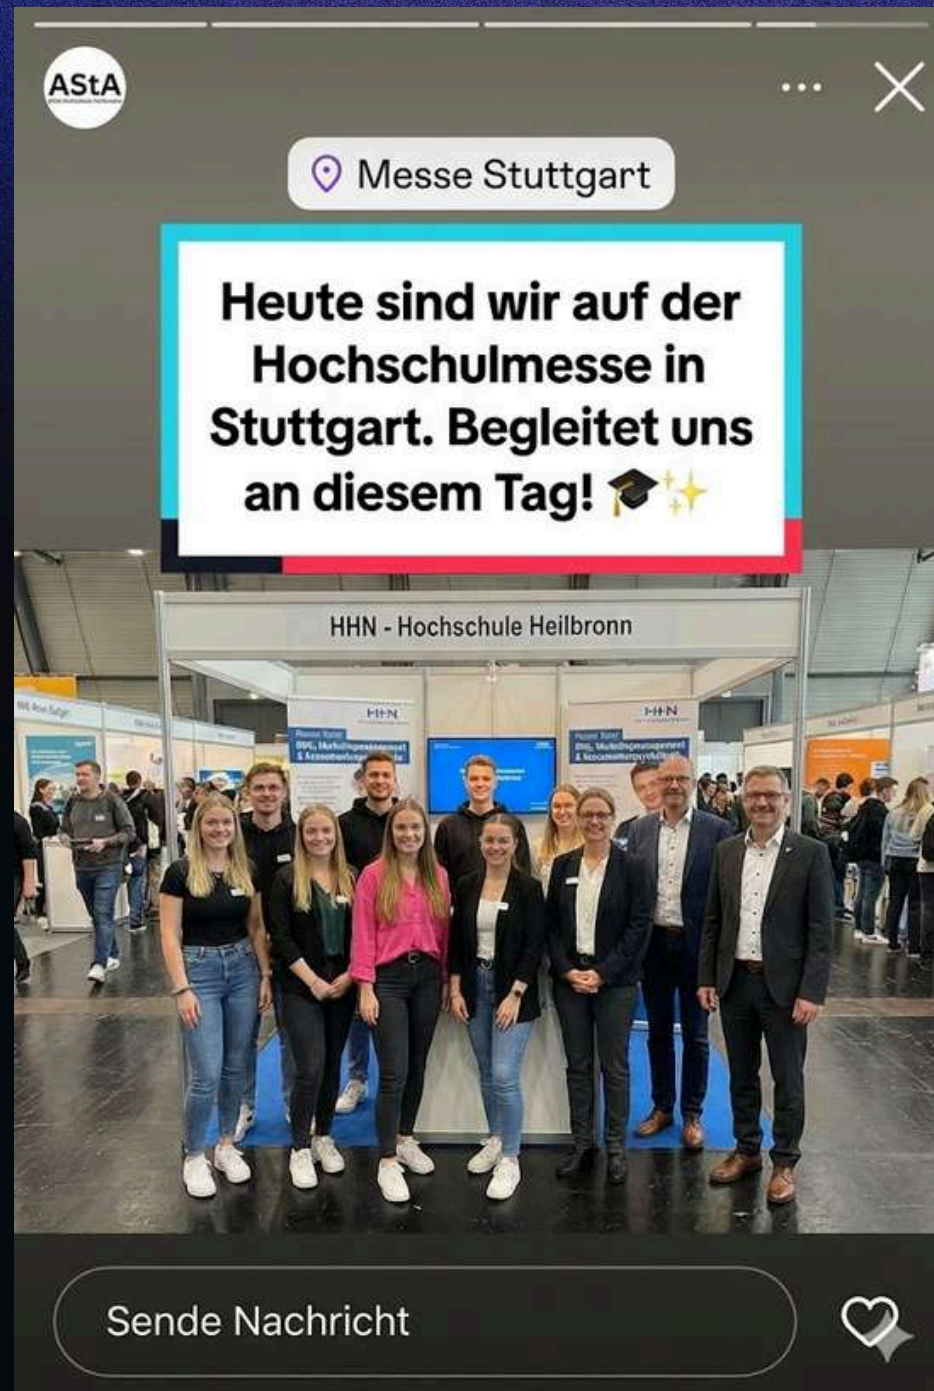 AStA
Messe Stuttgart
Heute sind wir auf der
Hochschulmesse in
Stuttgart. Begleitet uns
an diesem Tag! 🎓✨
HHN - Hochschule Heilbronn
HHN
HHN
Sende Nachricht